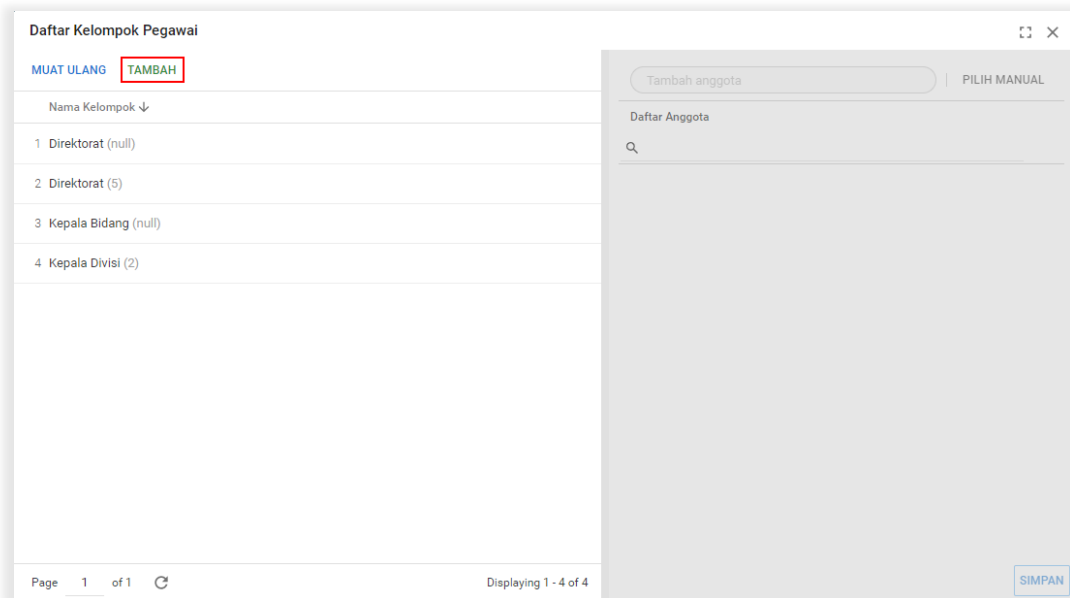 Daftar Kelompok Pegawai
MUAT ULANG TAMBAH
Nama Kelompok
1 Direktorat (null)
2 Direktorat (5)
3 Kepala Bidang (null)
4 Kepala Divisi (2)
Page 1 of 1
Displaying 1 - 4 of 4
Tambah anggota
PILIH MANUAL
Daftar Anggota
SIMPAN